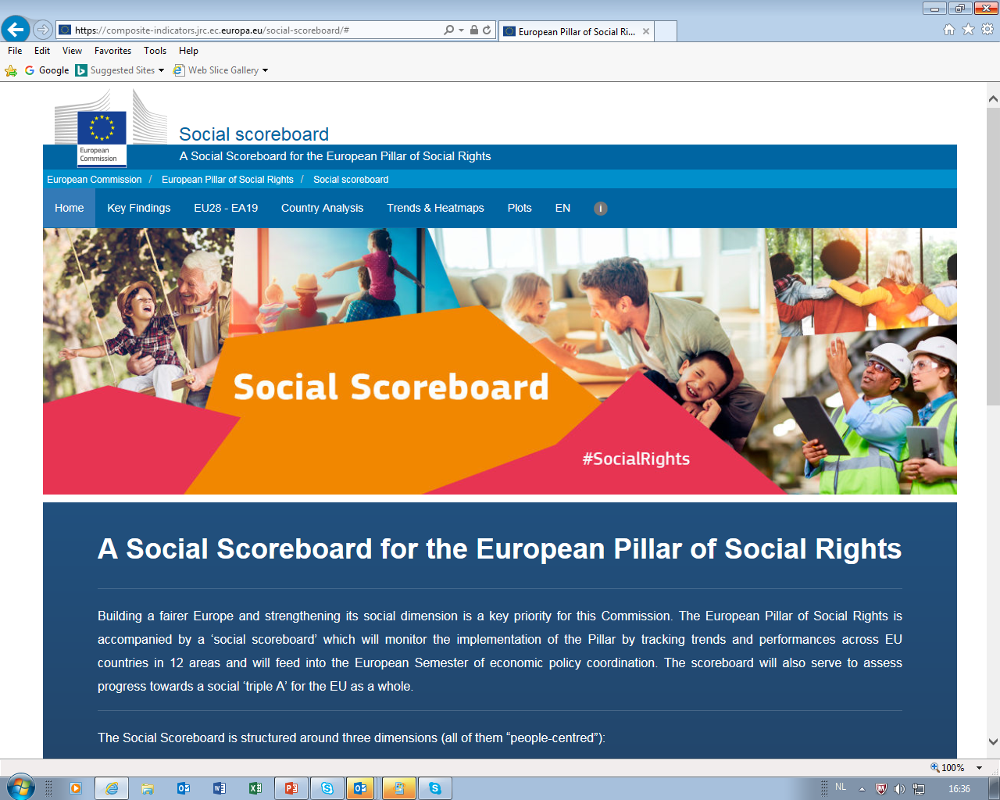 https://composite-indicators.jrc.ec.europa.eu/social-scoreboard/#
European Pillar of Social Ri...
File Edit View Favorites Tools Help
Google Suggested Sites Web Slice Gallery
European
Commission
Social scoreboard
A Social Scoreboard for the European Pillar of Social Rights
European Commission / European Pillar of Social Rights / Social scoreboard
Home Key Findings EU28 - EA19 Country Analysis Trends & Heatmaps Plots EN i
Social Scoreboard
#SocialRights
A Social Scoreboard for the European Pillar of Social Rights
Building a fairer Europe and strengthening its social dimension is a key priority for this Commission. The European Pillar of Social Rights is
accompanied by a ‘social scoreboard’ which will monitor the implementation of the Pillar by tracking trends and performances across EU
countries in 12 areas and will feed into the European Semester of economic policy coordination. The scoreboard will also serve to assess
progress towards a social ‘triple A’ for the EU as a whole.
The Social Scoreboard is structured around three dimensions (all of them “people-centred”):
100%
NL 16:36